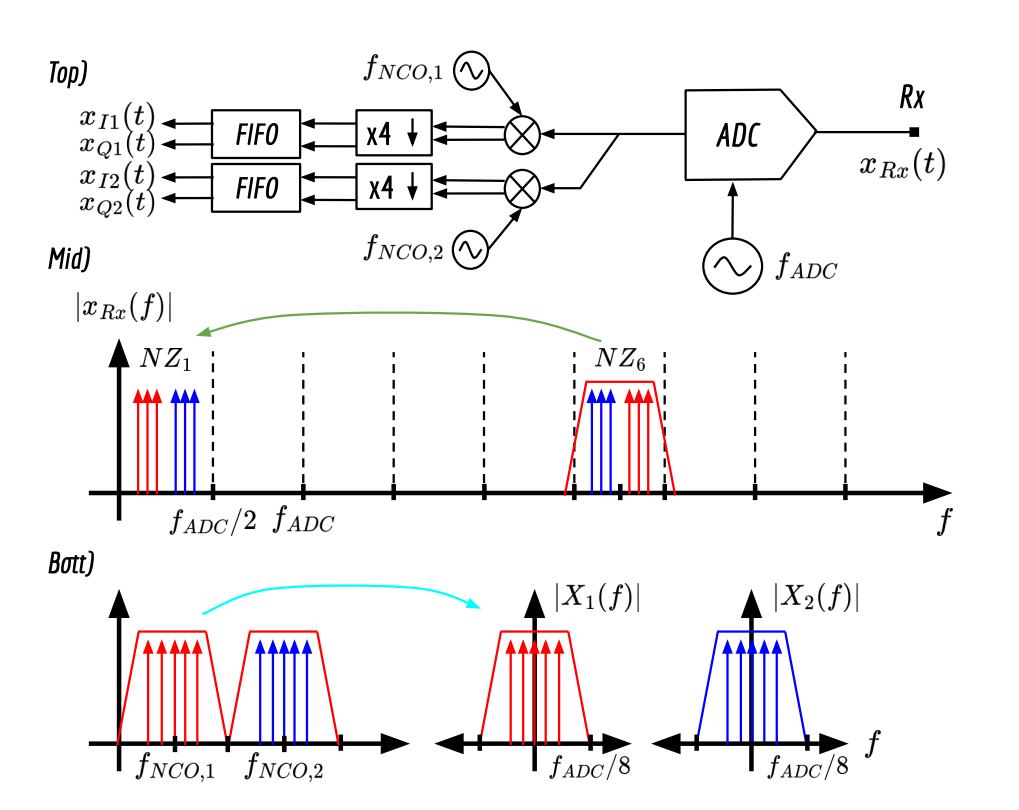 Top)
f_{NCO,1}
Rx
x_{I1}(t)
FIFO
x4 ↓
ADC
x_{Q1}(t)
x_{Rx}(t)
x_{I2}(t)
FIFO
x4 ↓
x_{Q2}(t)
f_{NCO,2}
f_{ADC}
Mid)
|x_{Rx}(f)|
NZ_1
NZ_6
f_{ADC}/2 f_{ADC}
f
Bott)
|X_1(f)|
|X_2(f)|
f_{NCO,1}
f_{NCO,2}
f_{ADC}/8
f_{ADC}/8
f